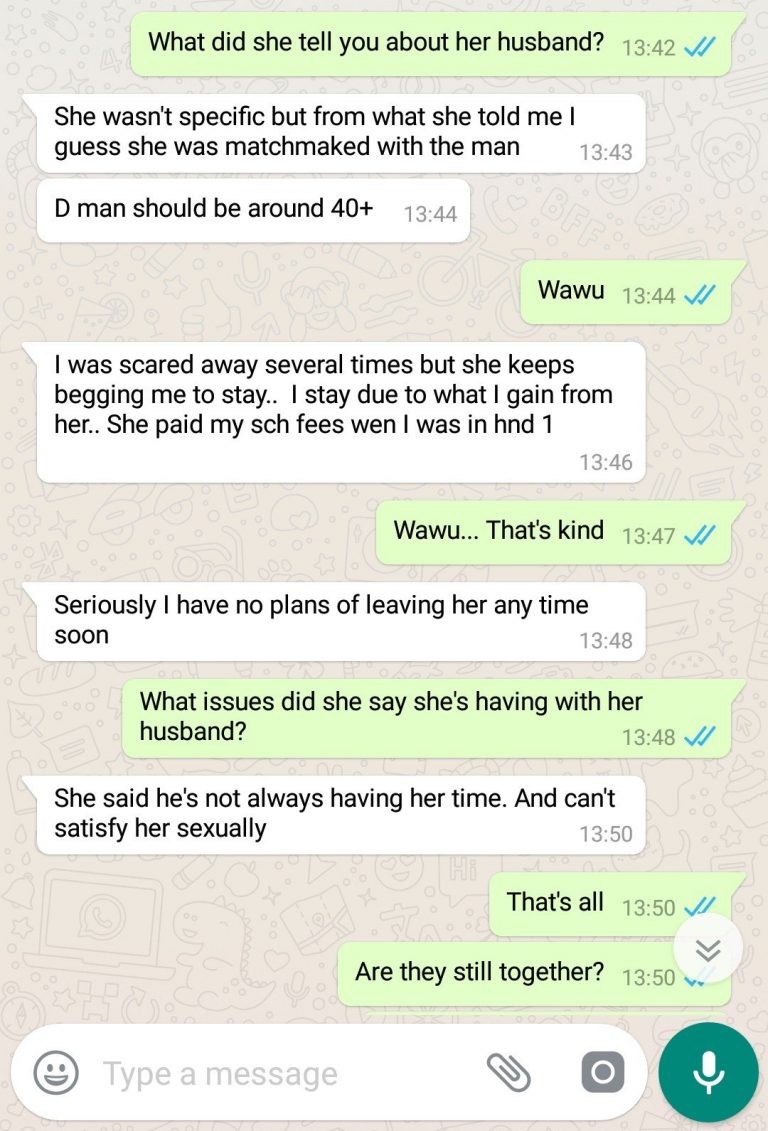 What did she tell you about her husband? 13:42
She wasn't specific but from what she told me I
guess she was matchmaked with the man 13:43
D man should be around 40+ 13:44
Wawu 13:44
I was scared away several times but she keeps
begging me to stay.. I stay due to what I gain from
her.. She paid my sch fees wen I was in hnd 1
13:46
Wawu... That's kind 13:47
Seriously I have no plans of leaving her any time
soon 13:48
What issues did she say she's having with her
husband? 13:48
She said he's not always having her time. And can't
satisfy her sexually 13:50
That's all 13:50
Are they still together? 13:50
Type a message